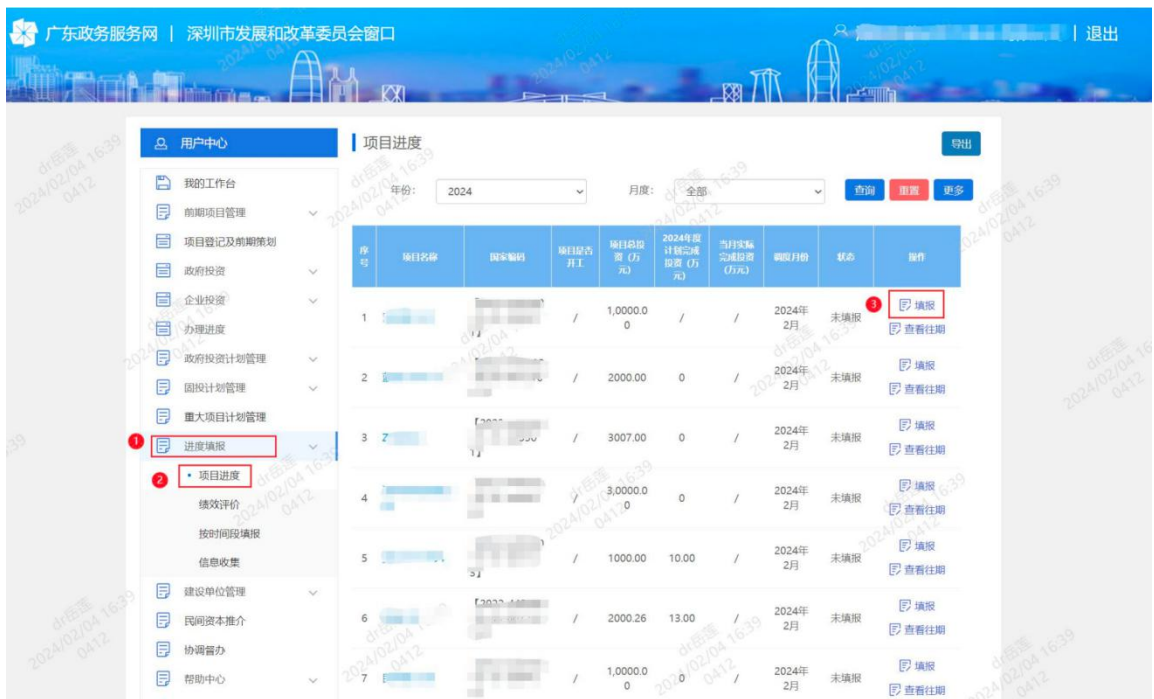 广东政务服务网 | 深圳市发展和改革委员会窗口
| 退出
用户中心
我的工作台
前期项目管理
项目登记及前期策划
政府投资
企业投资
办理进度
政府投资计划管理
固投计划管理
重大项目计划管理
1 进度填报
2 • 项目进度
绩效评价
按时间段填报
信息收集
建设单位管理
民间资本推介
协调督办
帮助中心
项目进度 导出
年份: 2024 月度: 全部 查询 重置 更多
序号 项目名称 国家编码 项目是否开工 项目总投资（万元） 2024年度计划完成投资（万元） 当月实际完成投资（万元） 调度月份 状态 操作
1 / 1,0000.00 / / 2024年2月 未填报 3 填报
查看往期
2 / 2000.00 0 / 2024年2月 未填报 填报
查看往期
3 / 3007.00 0 / 2024年2月 未填报 填报
查看往期
4 / 3,0000.00 0 / 2024年2月 未填报 填报
查看往期
5 / 1000.00 10.00 / 2024年2月 未填报 填报
查看往期
6 / 2000.26 13.00 / 2024年2月 未填报 填报
查看往期
7 / 1,0000.00 0 / 2024年2月 未填报 填报
查看往期
dr岳莲 16:39
2024/02/04
0412